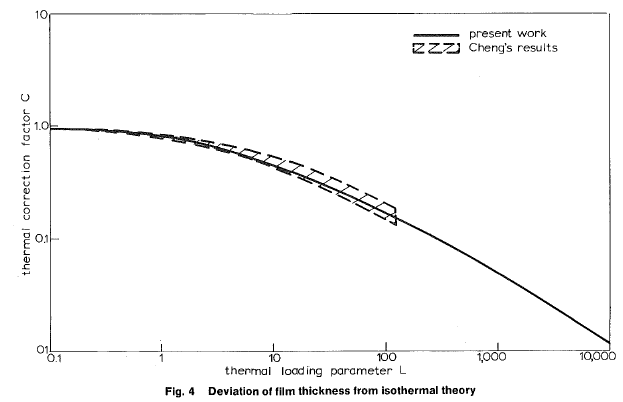 10
present work
Cheng's results
thermal correction factor C
1.0
0.1
01
0.1
1
10
100
1,000
10,000
thermal loading parameter L
Fig. 4 Deviation of film thickness from isothermal theory